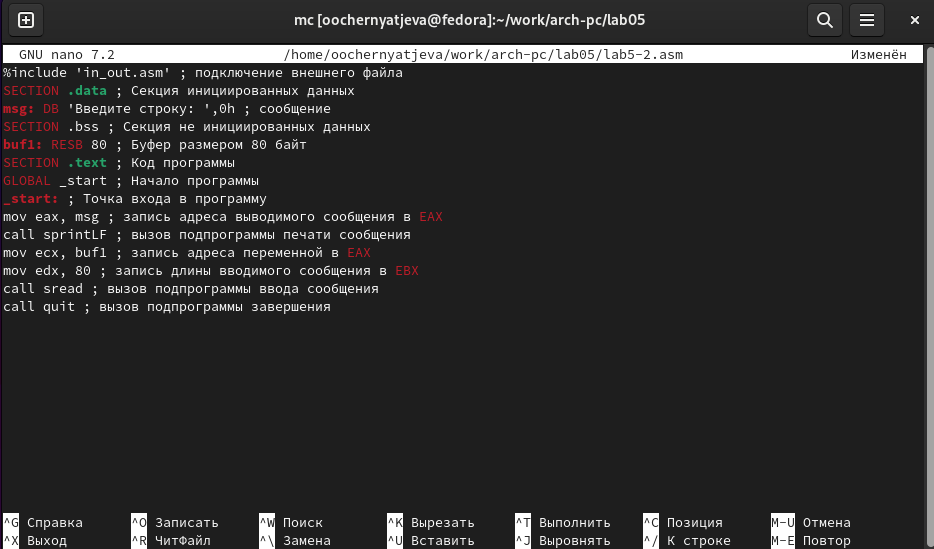 mc [oochernyatjeva@fedora]:~/work/arch-pc/lab05
GNU nano 7.2 /home/oochernyatjeva/work/arch-pc/lab05/lab5-2.asm Изменён
%include 'in_out.asm' ; подключение внешнего файла
SECTION .data ; Секция инициированных данных
msg: DB 'Введите строку: ',0h ; сообщение
SECTION .bss ; Секция не инициированных данных
buf1: RESB 80 ; Буфер размером 80 байт
SECTION .text ; Код программы
GLOBAL _start ; Начало программы
_start: ; Точка входа в программу
mov eax, msg ; запись адреса выводимого сообщения в EAX
call sprintLF ; вызов подпрограммы печати сообщения
mov ecx, buf1 ; запись адреса переменной в EAX
mov edx, 80 ; запись длины вводимого сообщения в EBX
call sread ; вызов подпрограммы ввода сообщения
call quit ; вызов подпрограммы завершения
^G Справка ^O Записать ^W Поиск ^K Вырезать ^T Выполнить ^C Позиция M-U Отмена
^X Выход ^R ЧитФайл ^\ Замена ^U Вставить ^J Выровнять ^/ К строке M-E Повтор